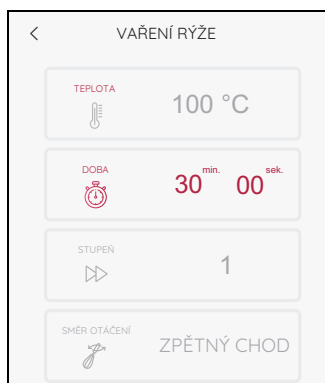 VAŘENÍ RÝŽE
TEPLOTA
100 °C
DOBA
30 min. 00 sek.
STUPEŇ
1
SMĚR OTÁČENÍ
ZPĚTNÝ CHOD